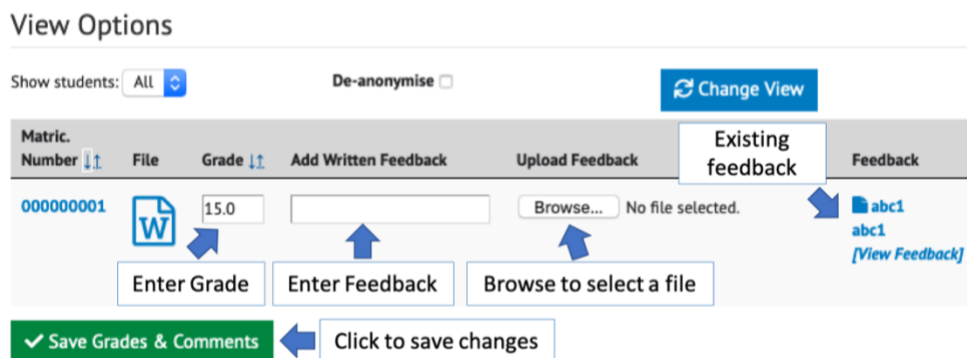 View Options
Show students: All De-anonymise Change View
Matric.
Number File Grade Add Written Feedback Upload Feedback Existing feedback Feedback
000000001 W 15.0 Browse... No file selected. abc1
abc1
[View Feedback]
Enter Grade Enter Feedback Browse to select a file
Save Grades & Comments Click to save changes